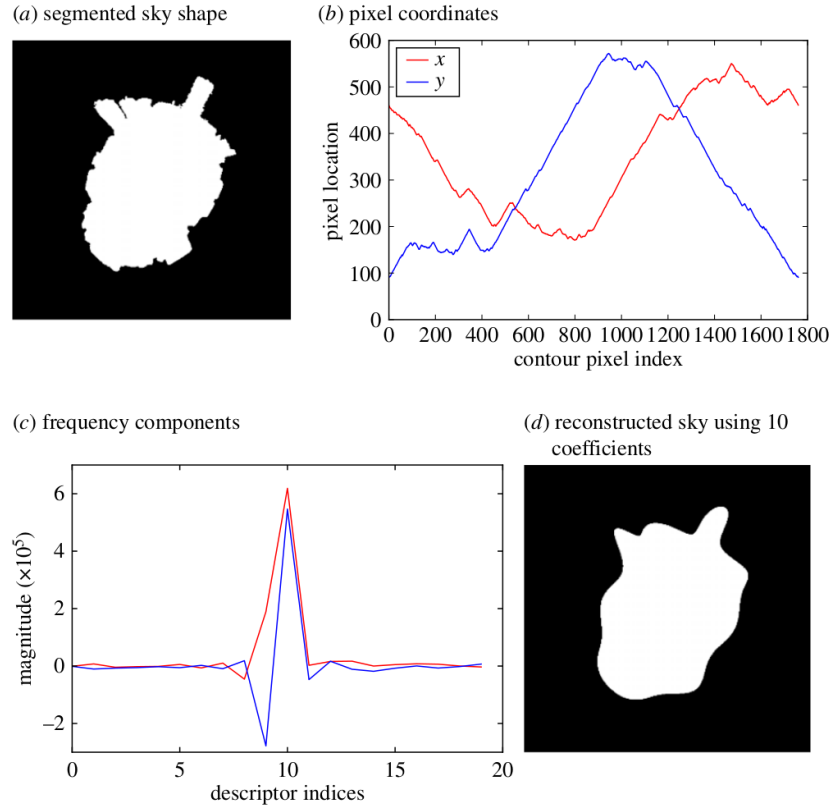 (a) segmented sky shape
(b) pixel coordinates
600
500
400
300
200
100
0
pixel location
x
y
0 200 400 600 800 1000 1200 1400 1600 1800
contour pixel index
(c) frequency components
6
4
2
0
−2
magnitude (×10⁵)
0 5 10 15 20
descriptor indices
(d) reconstructed sky using 10
coefficients